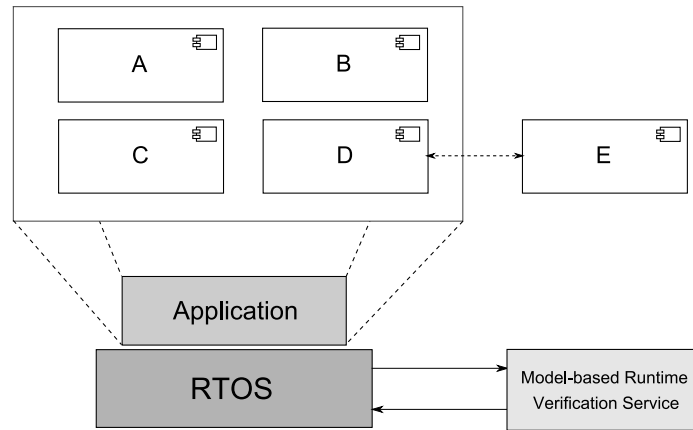 A
B
C
D
E
Application
RTOS
Model-based Runtime
Verification Service